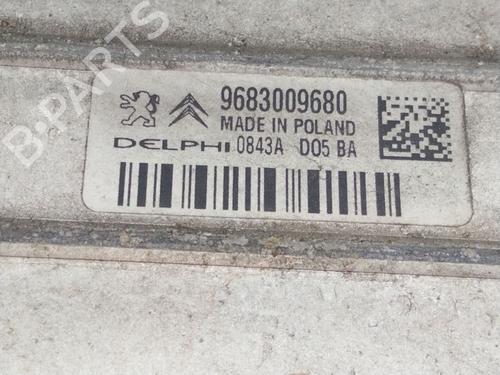 9683009680
MADE IN POLAND
DELPHI 0843A D05 BA
B-PARTS